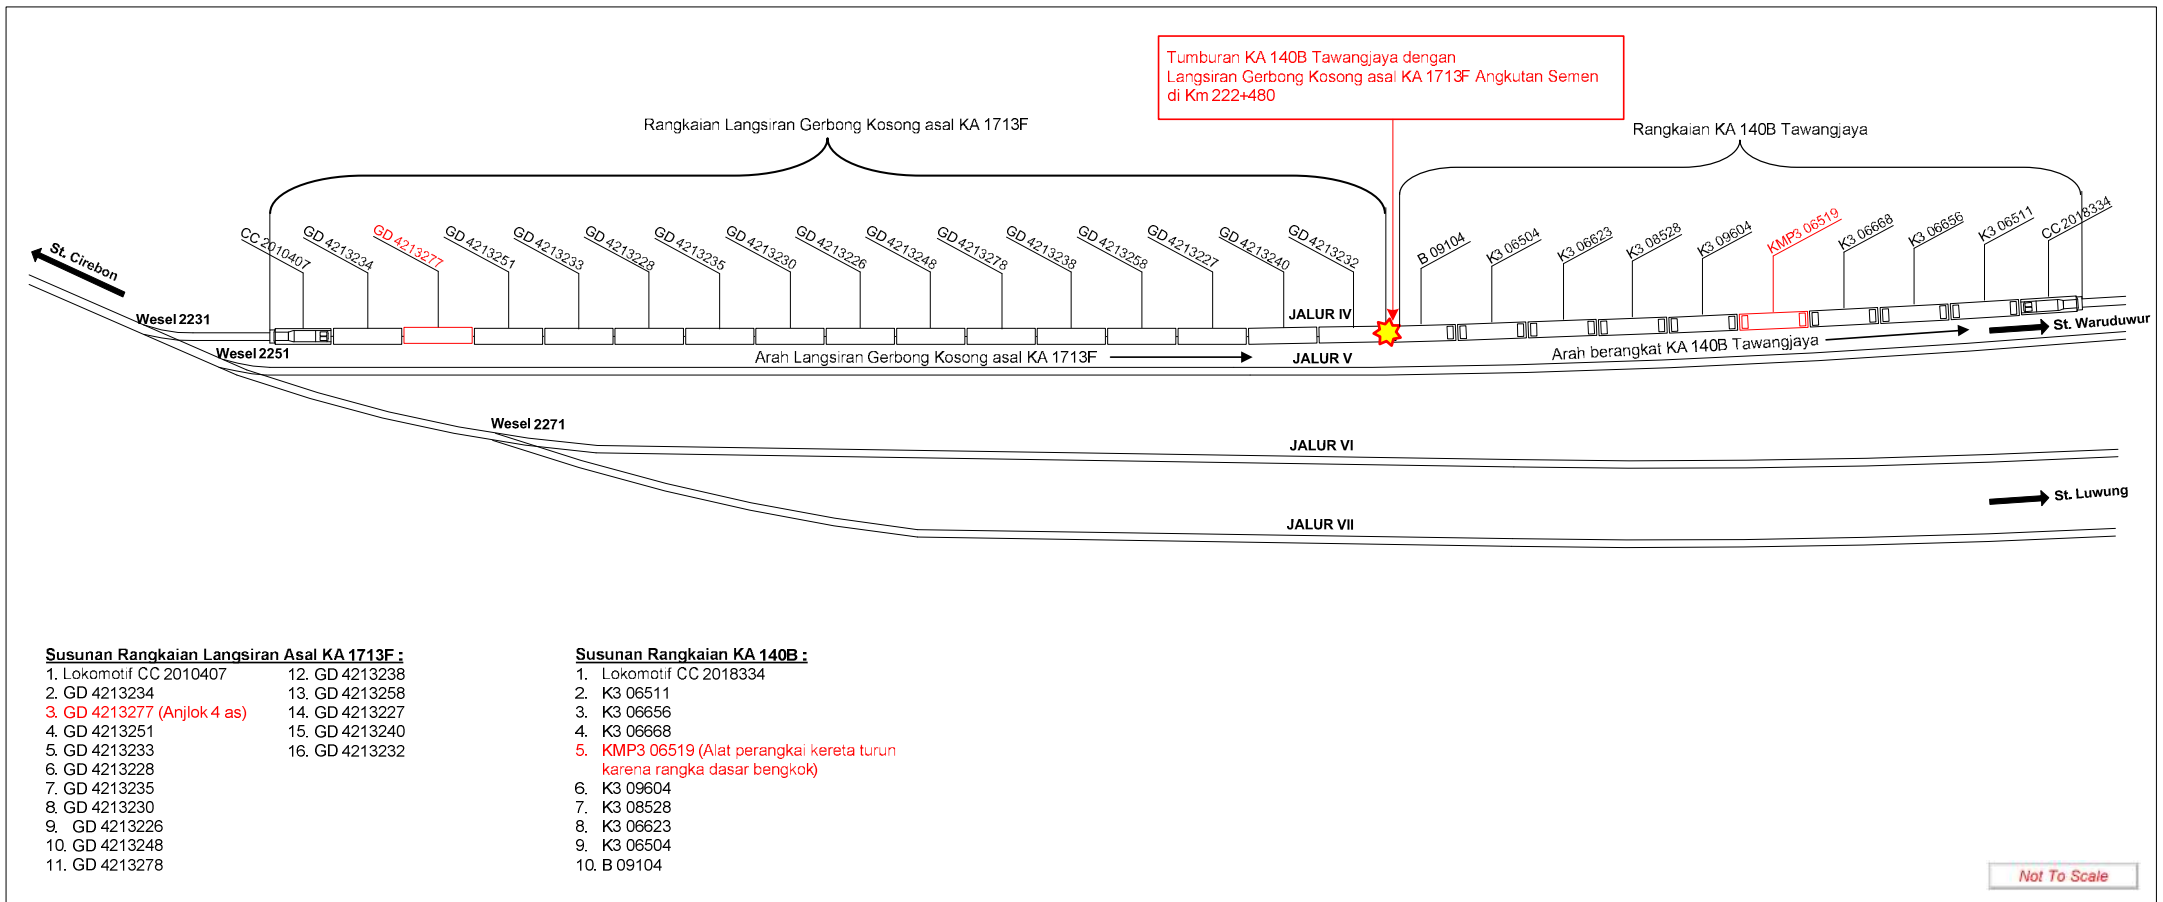 Tumburan KA 140B Tawangjaya dengan
Langsiran Gerbong Kosong asal KA 1713F Angkutan Semen
di Km 222+480
Rangkaian Langsiran Gerbong Kosong asal KA 1713F
Rangkaian KA 140B Tawangjaya
CC 2010407
GD 4213234
GD 4213277
GD 4213251
GD 4213233
GD 4213228
GD 4213235
GD 4213230
GD 4213226
GD 4213248
GD 4213278
GD 4213238
GD 4213258
GD 4213227
GD 4213240
GD 4213232
B 09104
K3 06504
K3 06623
K3 08528
K3 09604
KMP3 06519
K3 06668
K3 06656
K3 06511
CC 2018334
St. Cirebon
Wesel 2231
JALUR IV
St. Waruduwur
Wesel 2251
Arah Langsiran Gerbong Kosong asal KA 1713F
JALUR V
Arah berangkat KA 140B Tawangjaya
Wesel 2271
JALUR VI
St. Luwung
JALUR VII
Susunan Rangkaian Langsiran Asal KA 1713F :
1. Lokomotif CC 2010407
2. GD 4213234
3. GD 4213277 (Anjlok 4 as)
4. GD 4213251
5. GD 4213233
6. GD 4213228
7. GD 4213235
8. GD 4213230
9. GD 4213226
10. GD 4213248
11. GD 4213278
12. GD 4213238
13. GD 4213258
14. GD 4213227
15. GD 4213240
16. GD 4213232
Susunan Rangkaian KA 140B :
1. Lokomotif CC 2018334
2. K3 06511
3. K3 06656
4. K3 06668
5. KMP3 06519 (Alat perangkai kereta turun
karena rangka dasar bengkok)
6. K3 09604
7. K3 08528
8. K3 06623
9. K3 06504
10. B 09104
Not To Scale